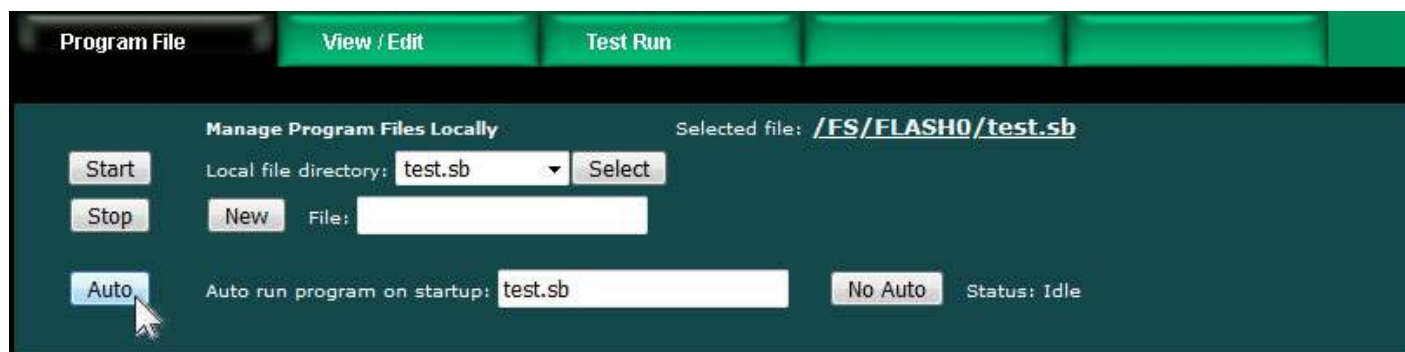 Program File View / Edit Test Run
Manage Program Files Locally Selected file: /FS/FLASH0/test.sb
Start Local file directory: test.sb Select
Stop New File:
Auto Auto run program on startup: test.sb No Auto Status: Idle